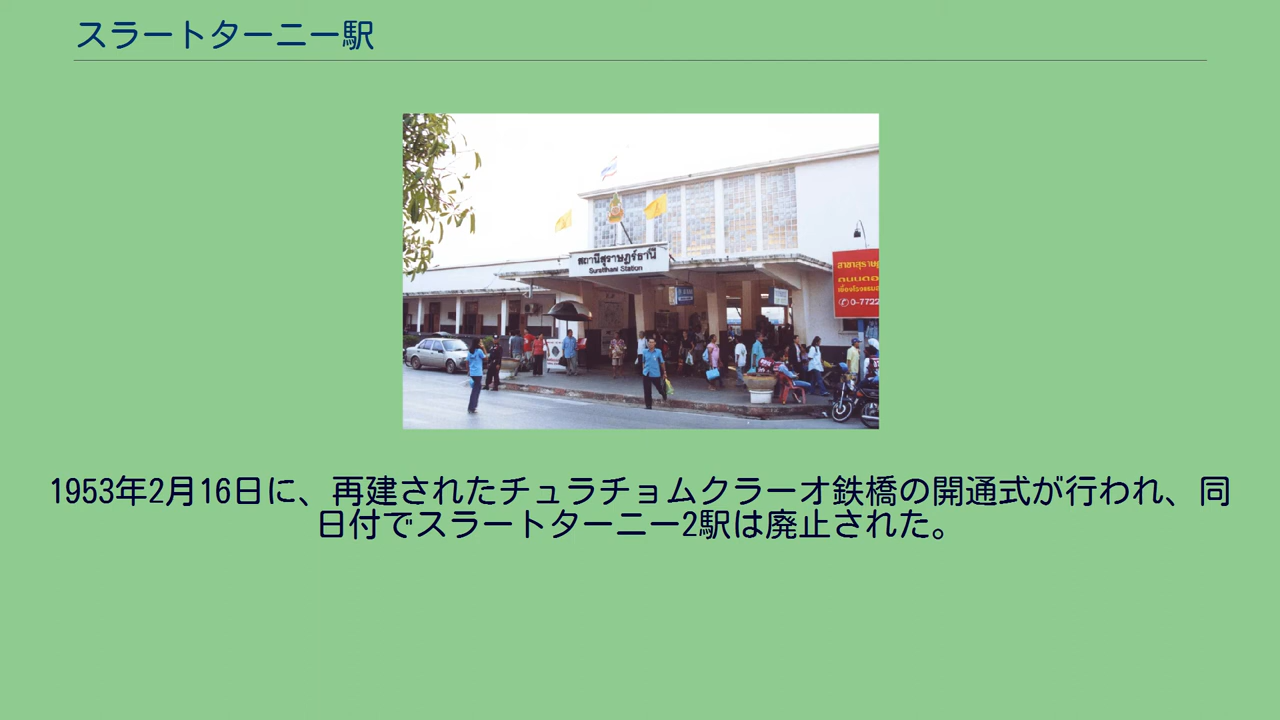 スラートターニー駅
สถานีสุราษฎร์ธานี
Suratthani Station
0-7722
1953年2月16日に、再建されたチュラチョムクラーオ鉄橋の開通式が行われ、同
日付でスラートターニー2駅は廃止された。